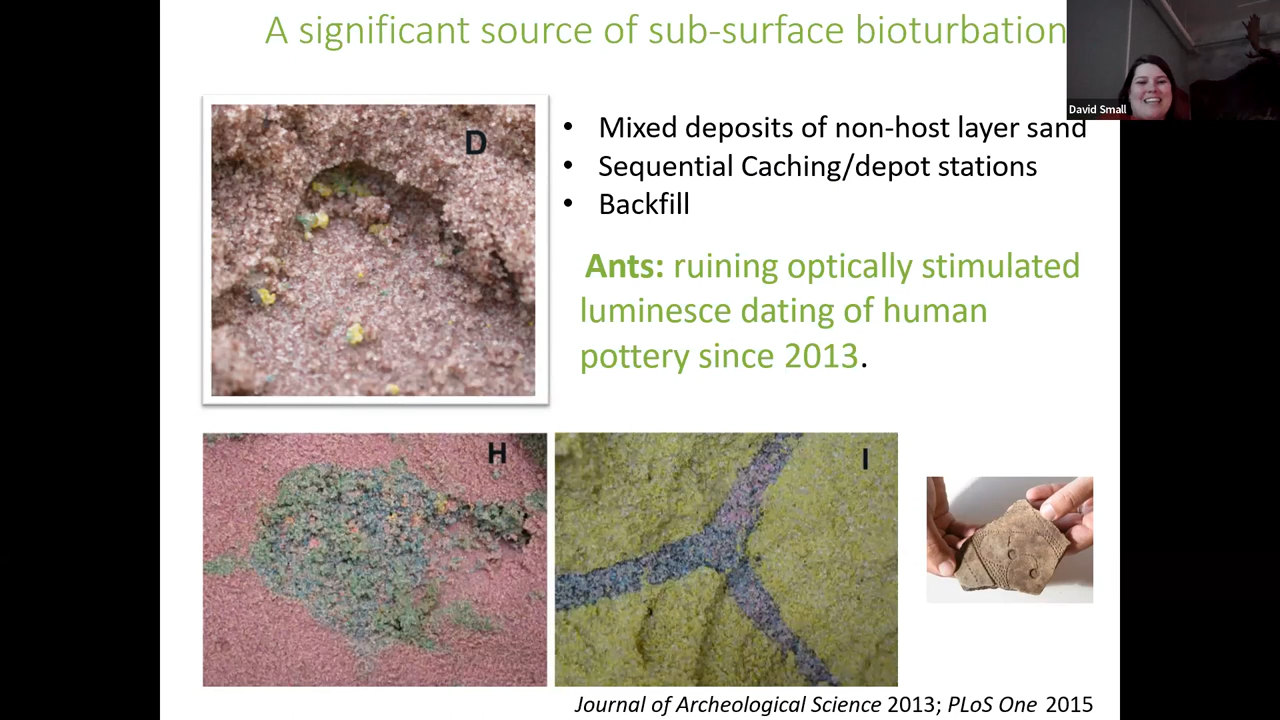 A significant source of sub-surface bioturbation
David Small
D
• Mixed deposits of non-host layer sand
• Sequential Caching/depot stations
• Backfill
Ants: ruining optically stimulated
luminesce dating of human
pottery since 2013.
H
I
Journal of Archeological Science 2013; PLoS One 2015